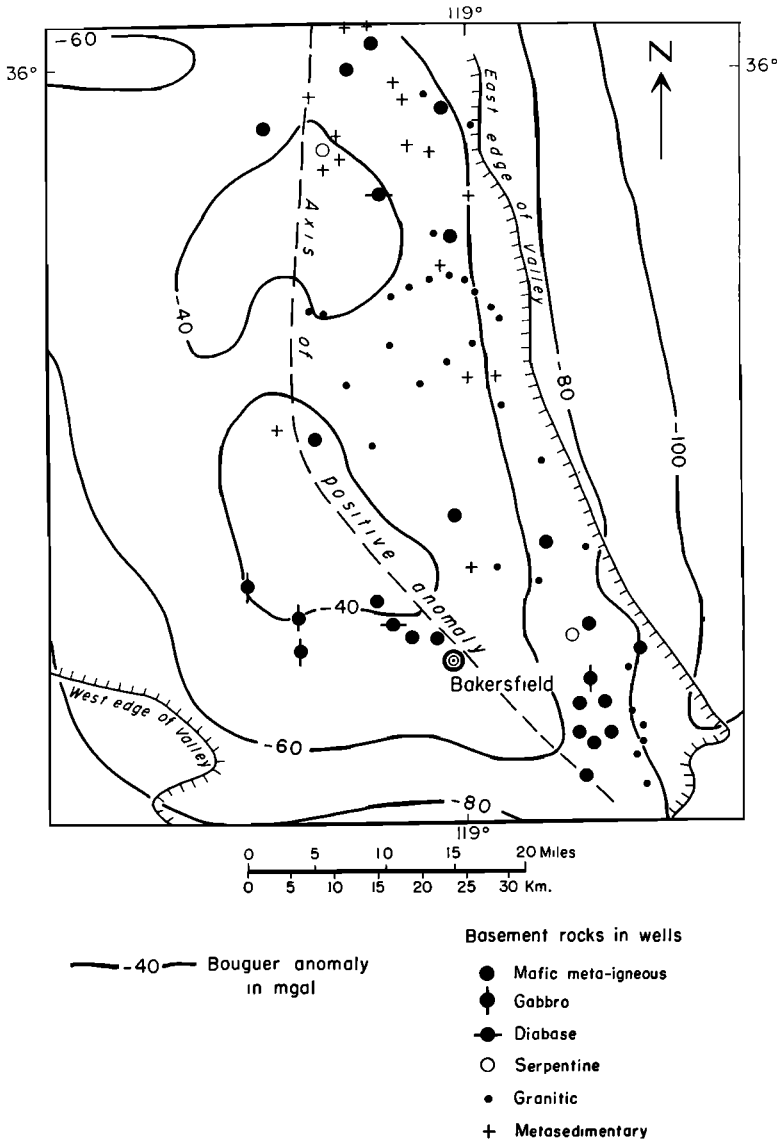 119°
-60
36°
36°
N
East edge of Valley
Axis of positive anomaly
-40
-80
-100
-40
Bakersfield
West edge of Valley
-60
-80
119°
0 5 10 15 20 Miles
0 5 10 15 20 25 30 Km.
-40 Bouguer anomaly
in mgal
Basement rocks in wells
Mafic meta-igneous
Gabbro
Diabase
Serpentine
Granitic
Metasedimentary